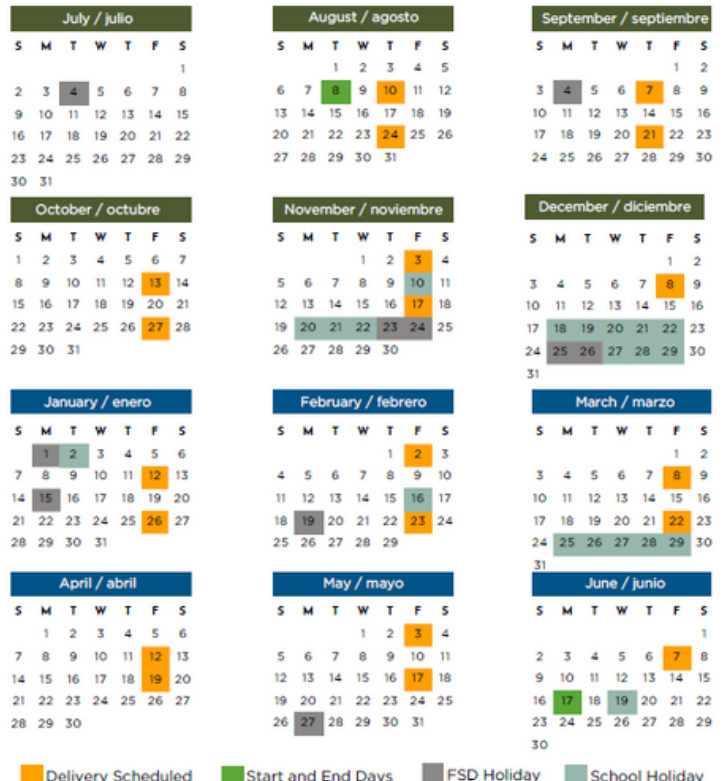 July / julio
S M T W T F S
1
2 3 4 5 6 7 8
9 10 11 12 13 14 15
16 17 18 19 20 21 22
23 24 25 26 27 28 29
30 31
August / agosto
S M T W T F S
1 2 3 4 5
6 7 8 9 10 11 12
13 14 15 16 17 18 19
20 21 22 23 24 25 26
27 28 29 30 31
September / septiembre
S M T W T F S
1 2
3 4 5 6 7 8 9
10 11 12 13 14 15 16
17 18 19 20 21 22 23
24 25 26 27 28 29 30
October / octubre
S M T W T F S
1 2 3 4 5 6 7
8 9 10 11 12 13 14
15 16 17 18 19 20 21
22 23 24 25 26 27 28
29 30 31
November / noviembre
S M T W T F S
1 2 3 4
5 6 7 8 9 10 11
12 13 14 15 16 17 18
19 20 21 22 23 24 25
26 27 28 29 30
December / diciembre
S M T W T F S
1 2
3 4 5 6 7 8 9
10 11 12 13 14 15 16
17 18 19 20 21 22 23
24 25 26 27 28 29 30
31
January / enero
S M T W T F S
1 2 3 4 5 6
7 8 9 10 11 12 13
14 15 16 17 18 19 20
21 22 23 24 25 26 27
28 29 30 31
February / febrero
S M T W T F S
1 2 3
4 5 6 7 8 9 10
11 12 13 14 15 16 17
18 19 20 21 22 23 24
25 26 27 28 29
March / marzo
S M T W T F S
1 2
3 4 5 6 7 8 9
10 11 12 13 14 15 16
17 18 19 20 21 22 23
24 25 26 27 28 29 30
31
April / abril
S M T W T F S
1 2 3 4 5 6
7 8 9 10 11 12 13
14 15 16 17 18 19 20
21 22 23 24 25 26 27
28 29 30
May / mayo
S M T W T F S
1 2 3 4
5 6 7 8 9 10 11
12 13 14 15 16 17 18
19 20 21 22 23 24 25
26 27 28 29 30 31
June / junio
S M T W T F S
1
2 3 4 5 6 7 8
9 10 11 12 13 14 15
16 17 18 19 20 21 22
23 24 25 26 27 28 29
30
Delivery Scheduled Start and End Days FSD Holiday School Holiday